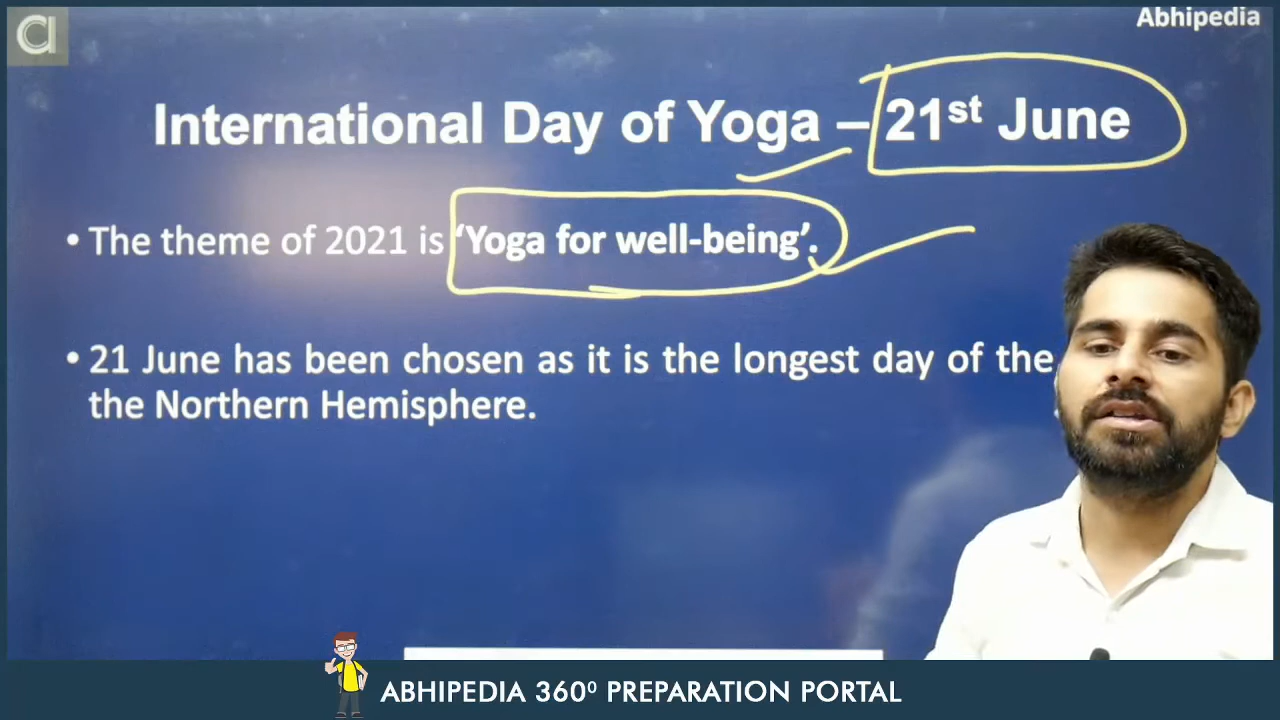 Abhipedia
International Day of Yoga – 21st June
• The theme of 2021 is ‘Yoga for well-being’.
• 21 June has been chosen as it is the longest day of the
the Northern Hemisphere.
ABHIPEDIA 360⁰ PREPARATION PORTAL